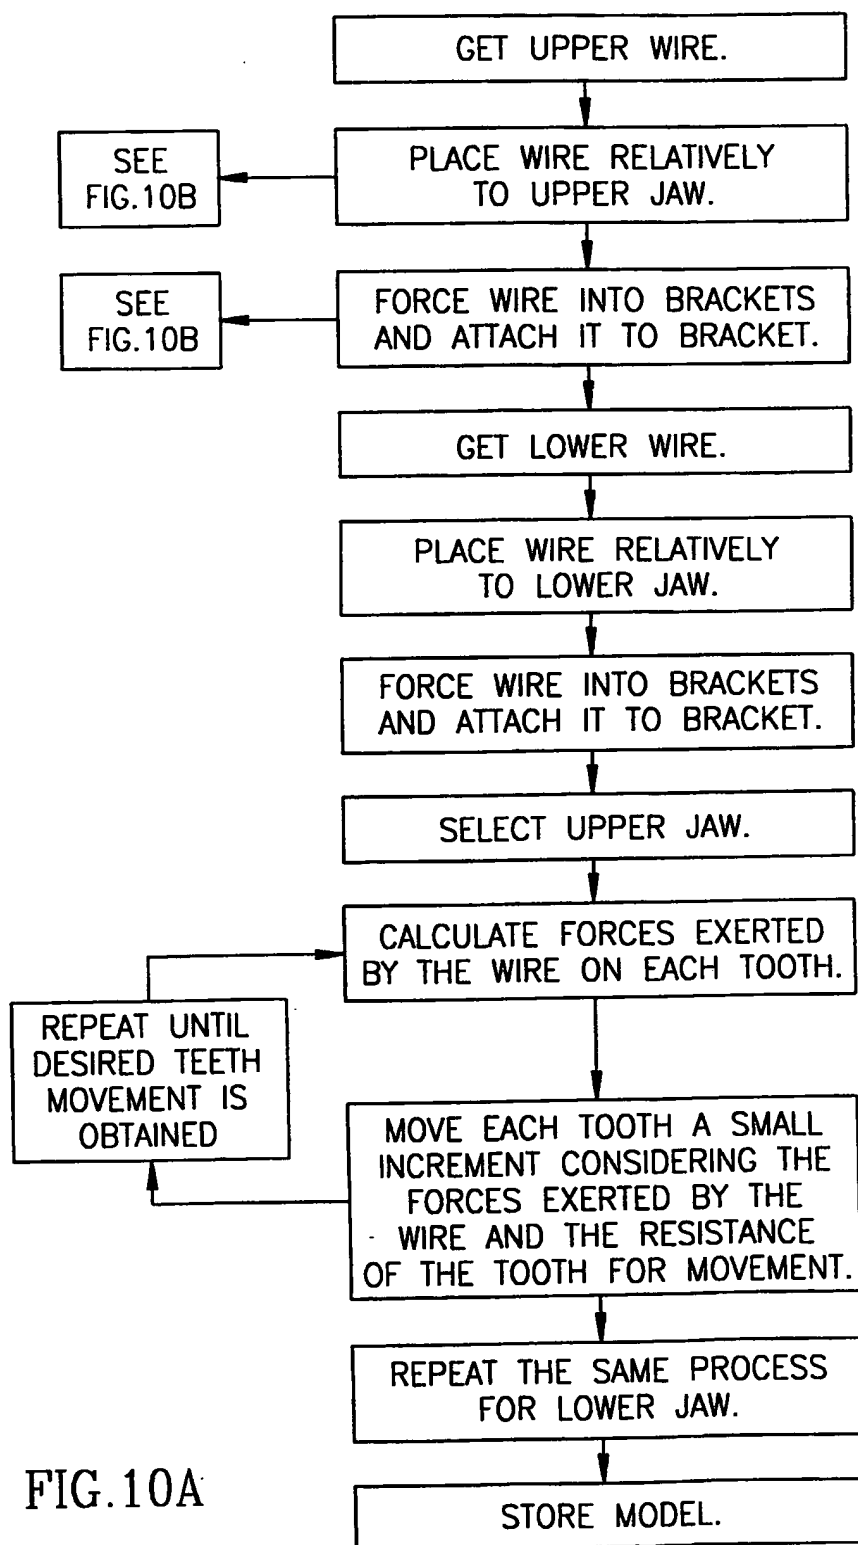 GET UPPER WIRE.
SEE
FIG.10B
PLACE WIRE RELATIVELY
TO UPPER JAW.
SEE
FIG.10B
FORCE WIRE INTO BRACKETS
AND ATTACH IT TO BRACKET.
GET LOWER WIRE.
PLACE WIRE RELATIVELY
TO LOWER JAW.
FORCE WIRE INTO BRACKETS
AND ATTACH IT TO BRACKET.
SELECT UPPER JAW.
CALCULATE FORCES EXERTED
BY THE WIRE ON EACH TOOTH.
REPEAT UNTIL
DESIRED TEETH
MOVEMENT IS
OBTAINED
MOVE EACH TOOTH A SMALL
INCREMENT CONSIDERING THE
FORCES EXERTED BY THE
WIRE AND THE RESISTANCE
OF THE TOOTH FOR MOVEMENT.
REPEAT THE SAME PROCESS
FOR LOWER JAW.
STORE MODEL.
FIG.10A